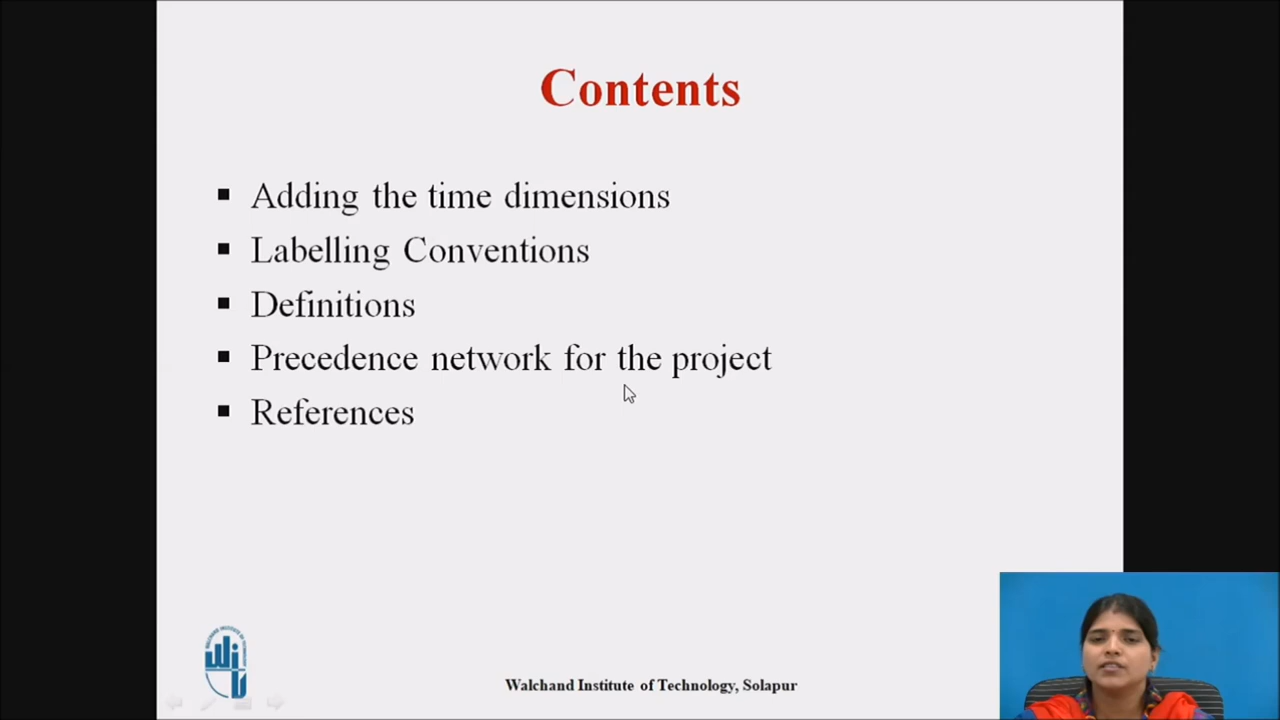 Contents
Adding the time dimensions
Labelling Conventions
Definitions
Precedence network for the project
References
Walchand Institute of Technology, Solapur